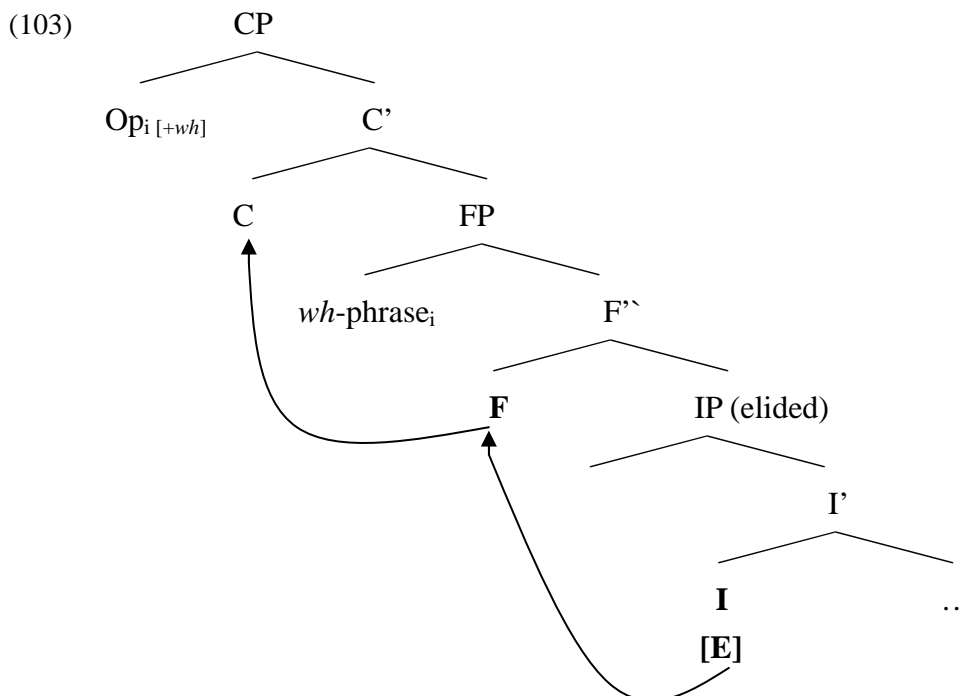 (103) CP
Opi [+wh] C’
C FP
wh-phrasei F’`
F IP (elided)
I’
I ..
[E]